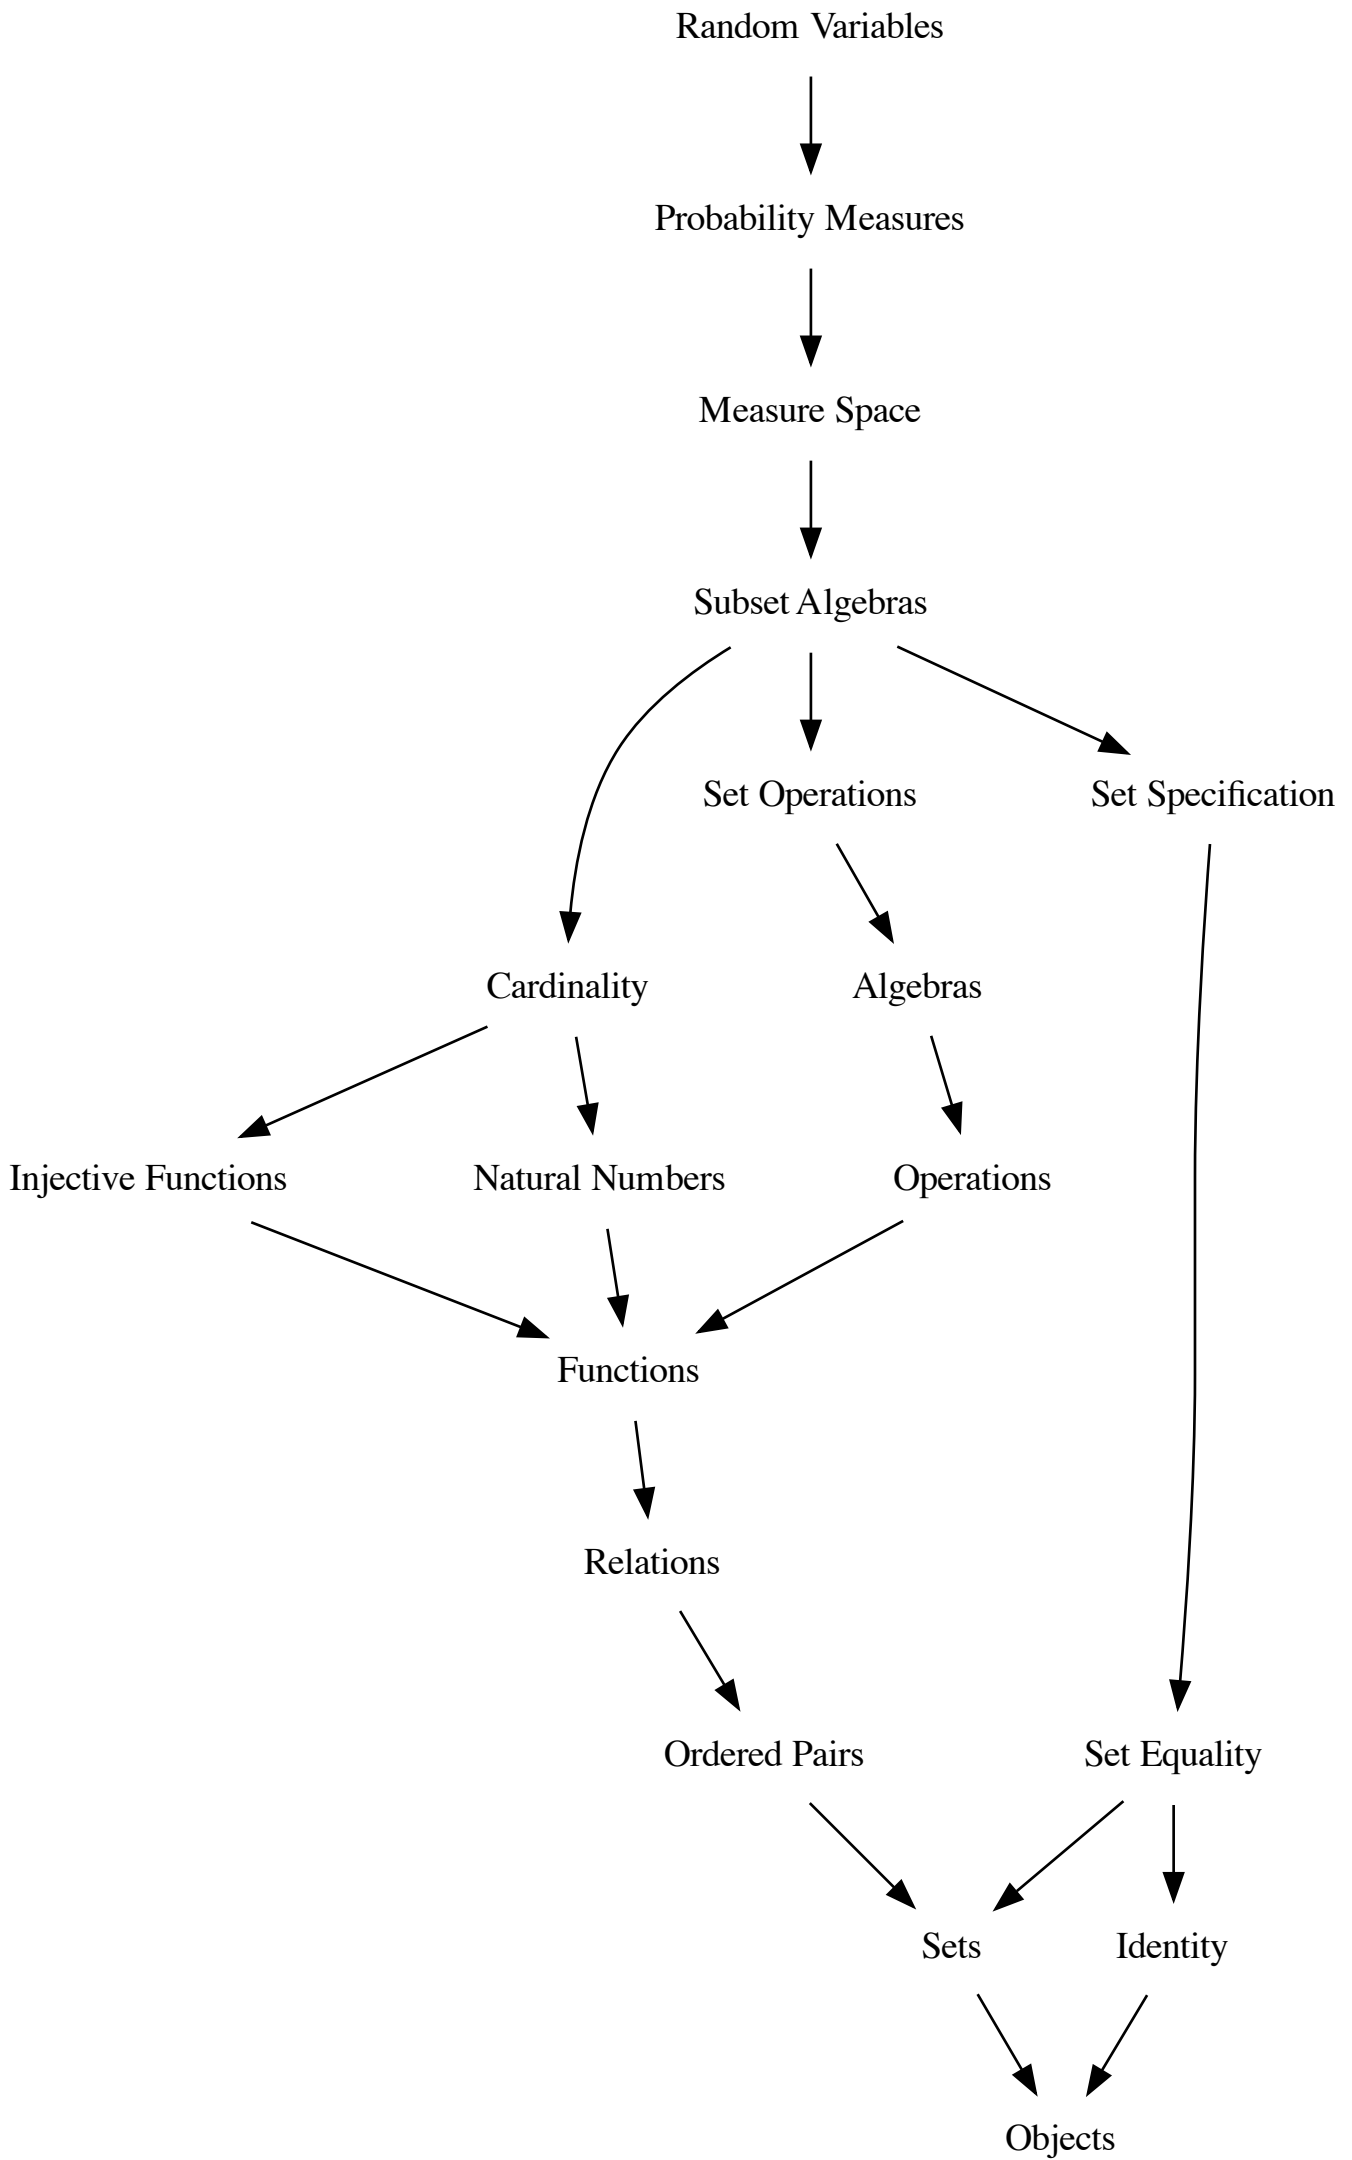 Random Variables
Probability Measures
Measure Space
Subset Algebras
Set Operations
Set Specification
Cardinality
Algebras
Injective Functions
Natural Numbers
Operations
Functions
Relations
Ordered Pairs
Set Equality
Sets
Identity
Objects